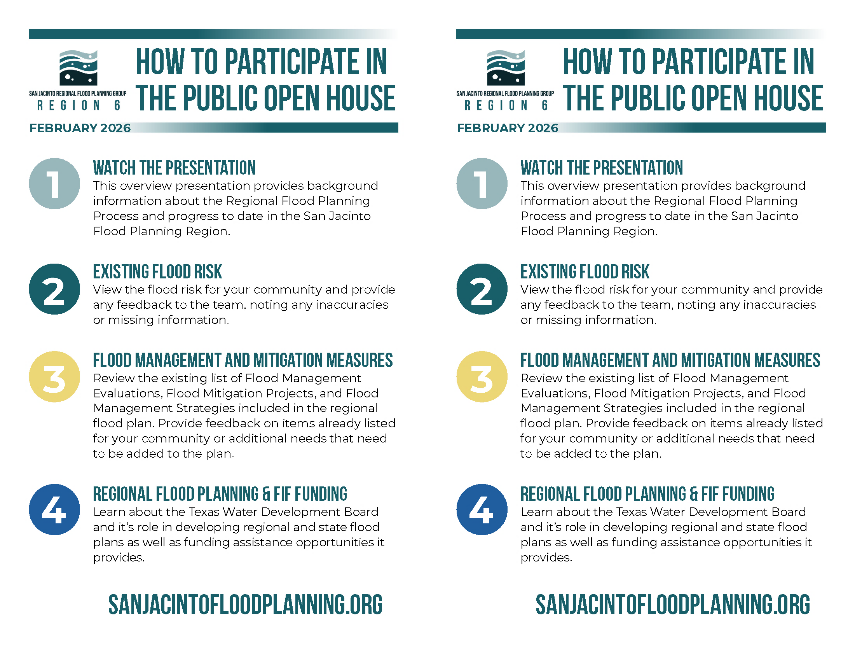 HOW TO PARTICIPATE IN
THE PUBLIC OPEN HOUSE
SAN JACINTO REGIONAL FLOOD PLANNING GROUP
REGION 6
FEBRUARY 2026
1
WATCH THE PRESENTATION
This overview presentation provides background
information about the Regional Flood Planning
Process and progress to date in the San Jacinto
Flood Planning Region.
2
EXISTING FLOOD RISK
View the flood risk for your community and provide
any feedback to the team, noting any inaccuracies
or missing information.
3
FLOOD MANAGEMENT AND MITIGATION MEASURES
Review the existing list of Flood Management
Evaluations, Flood Mitigation Projects, and Flood
Management Strategies included in the regional
flood plan. Provide feedback on items already listed
for your community or additional needs that need
to be added to the plan.
4
REGIONAL FLOOD PLANNING & FIF FUNDING
Learn about the Texas Water Development Board
and it's role in developing regional and state flood
plans as well as funding assistance opportunities it
provides.
SANJACINTOFLOODPLANNING.ORG
HOW TO PARTICIPATE IN
THE PUBLIC OPEN HOUSE
SAN JACINTO REGIONAL FLOOD PLANNING GROUP
REGION 6
FEBRUARY 2026
1
WATCH THE PRESENTATION
This overview presentation provides background
information about the Regional Flood Planning
Process and progress to date in the San Jacinto
Flood Planning Region.
2
EXISTING FLOOD RISK
View the flood risk for your community and provide
any feedback to the team, noting any inaccuracies
or missing information.
3
FLOOD MANAGEMENT AND MITIGATION MEASURES
Review the existing list of Flood Management
Evaluations, Flood Mitigation Projects, and Flood
Management Strategies included in the regional
flood plan. Provide feedback on items already listed
for your community or additional needs that need
to be added to the plan.
4
REGIONAL FLOOD PLANNING & FIF FUNDING
Learn about the Texas Water Development Board
and it's role in developing regional and state flood
plans as well as funding assistance opportunities it
provides.
SANJACINTOFLOODPLANNING.ORG